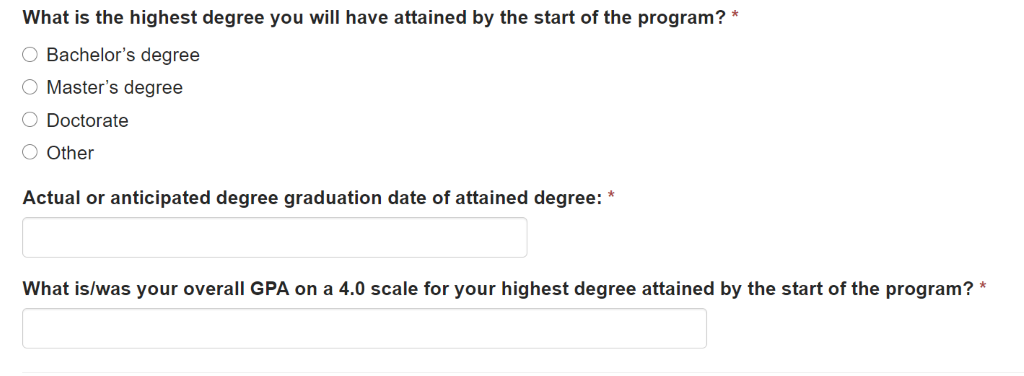 What is the highest degree you will have attained by the start of the program? *
Bachelor’s degree
Master’s degree
Doctorate
Other
Actual or anticipated degree graduation date of attained degree: *
What is/was your overall GPA on a 4.0 scale for your highest degree attained by the start of the program? *